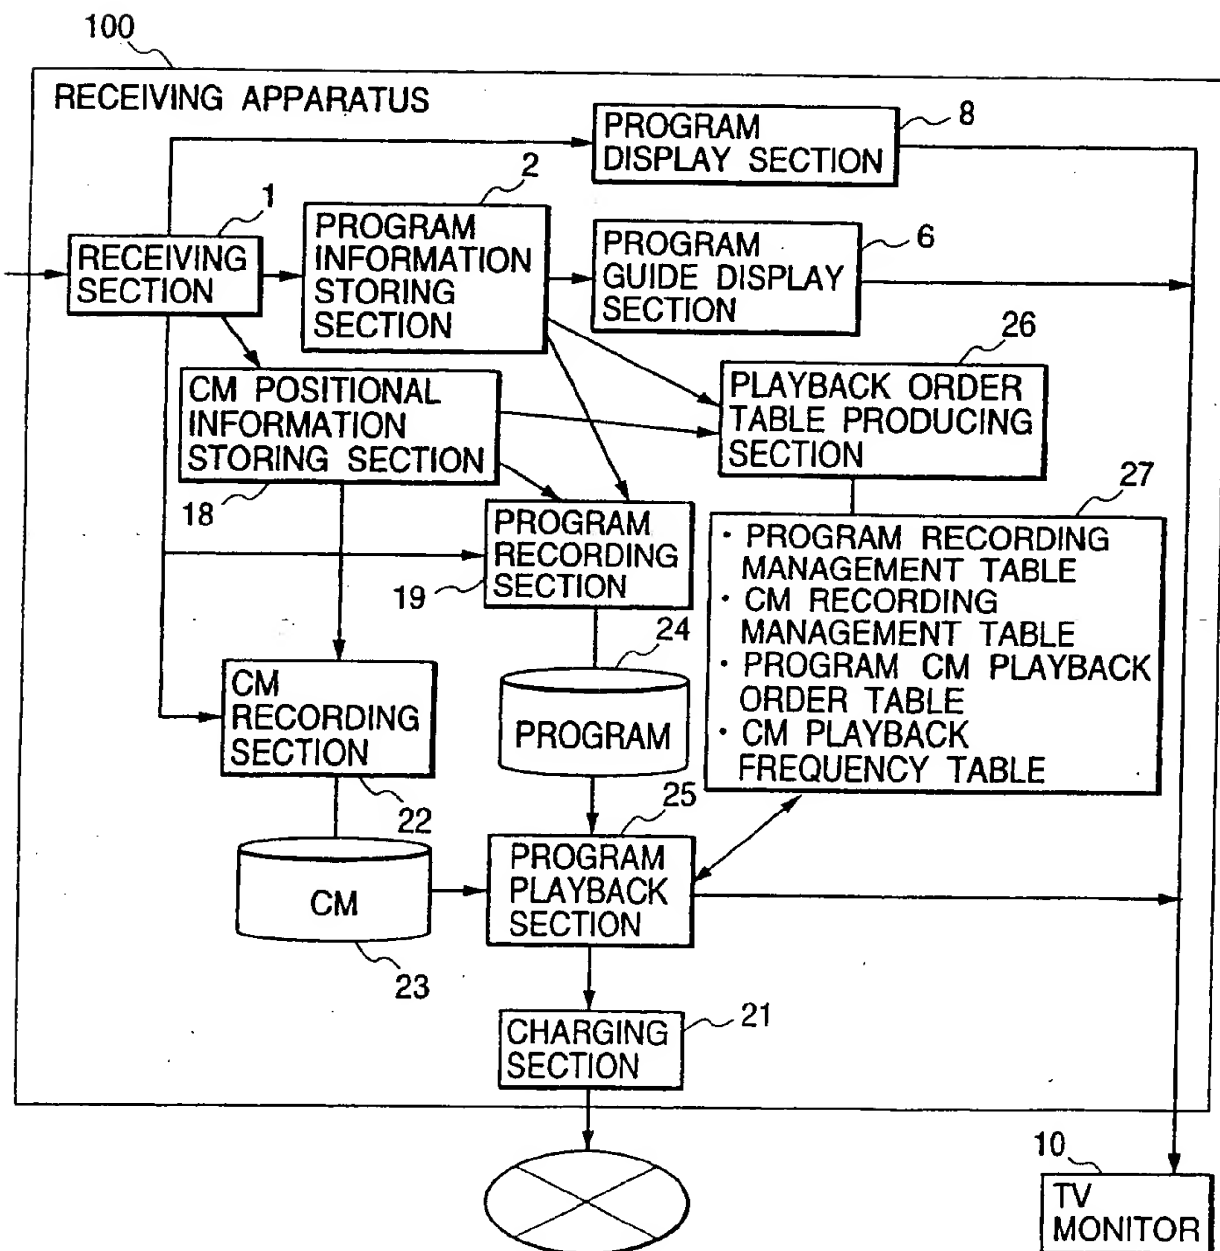 100
RECEIVING APPARATUS
PROGRAM
DISPLAY SECTION
8
1
RECEIVING
SECTION
2
PROGRAM
INFORMATION
STORING
SECTION
PROGRAM
GUIDE DISPLAY
SECTION
6
26
PLAYBACK ORDER
TABLE PRODUCING
SECTION
CM POSITIONAL
INFORMATION
STORING SECTION
18
PROGRAM
RECORDING
SECTION
19
27
· PROGRAM RECORDING
MANAGEMENT TABLE
· CM RECORDING
MANAGEMENT TABLE
· PROGRAM CM PLAYBACK
ORDER TABLE
· CM PLAYBACK
FREQUENCY TABLE
24
PROGRAM
CM
RECORDING
SECTION
22
CM
23
25
PROGRAM
PLAYBACK
SECTION
CHARGING
SECTION
21
10
TV
MONITOR